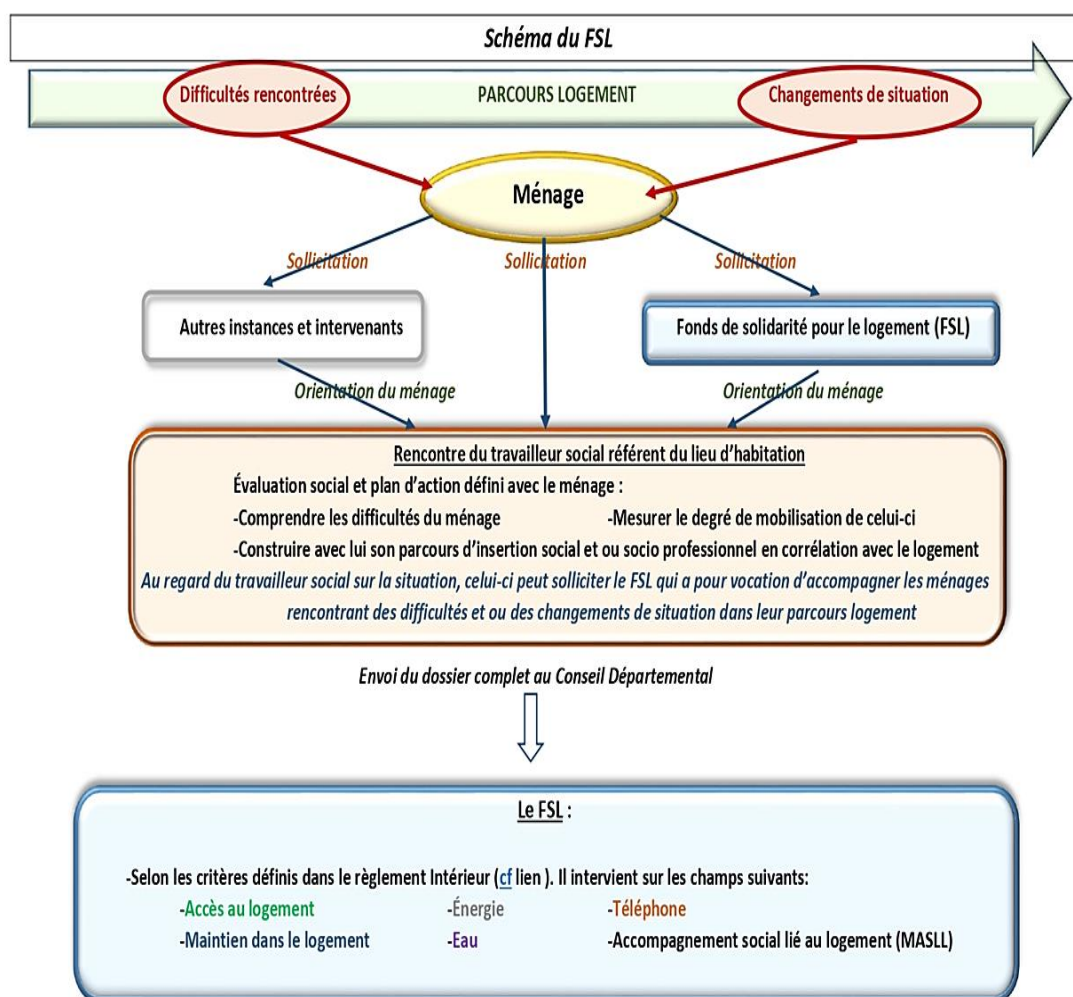 Schéma du FSL
Difficultés rencontrées
PARCOURS LOGEMENT
Changements de situation
Ménage
Sollicitation
Sollicitation
Sollicitation
Autres instances et intervenants
Fonds de solidarité pour le logement (FSL)
Orientation du ménage
Orientation du ménage
Rencontre du travailleur social référent du lieu d'habitation
Évaluation social et plan d'action défini avec le ménage :
-Comprendre les difficultés du ménage
-Mesurer le degré de mobilisation de celui-ci
-Construire avec lui son parcours d'insertion social et ou socio professionnel en corrélation avec le logement
Au regard du travailleur social sur la situation, celui-ci peut solliciter le FSL qui a pour vocation d'accompagner les ménages
rencontrant des difficultés et ou des changements de situation dans leur parcours logement
Envoi du dossier complet au Conseil Départemental
Le FSL :
-Selon les critères définis dans le règlement Intérieur (cf lien ). Il intervient sur les champs suivants:
-Accès au logement
-Énergie
-Téléphone
-Maintien dans le logement
-Eau
-Accompagnement social lié au logement (MASLL)